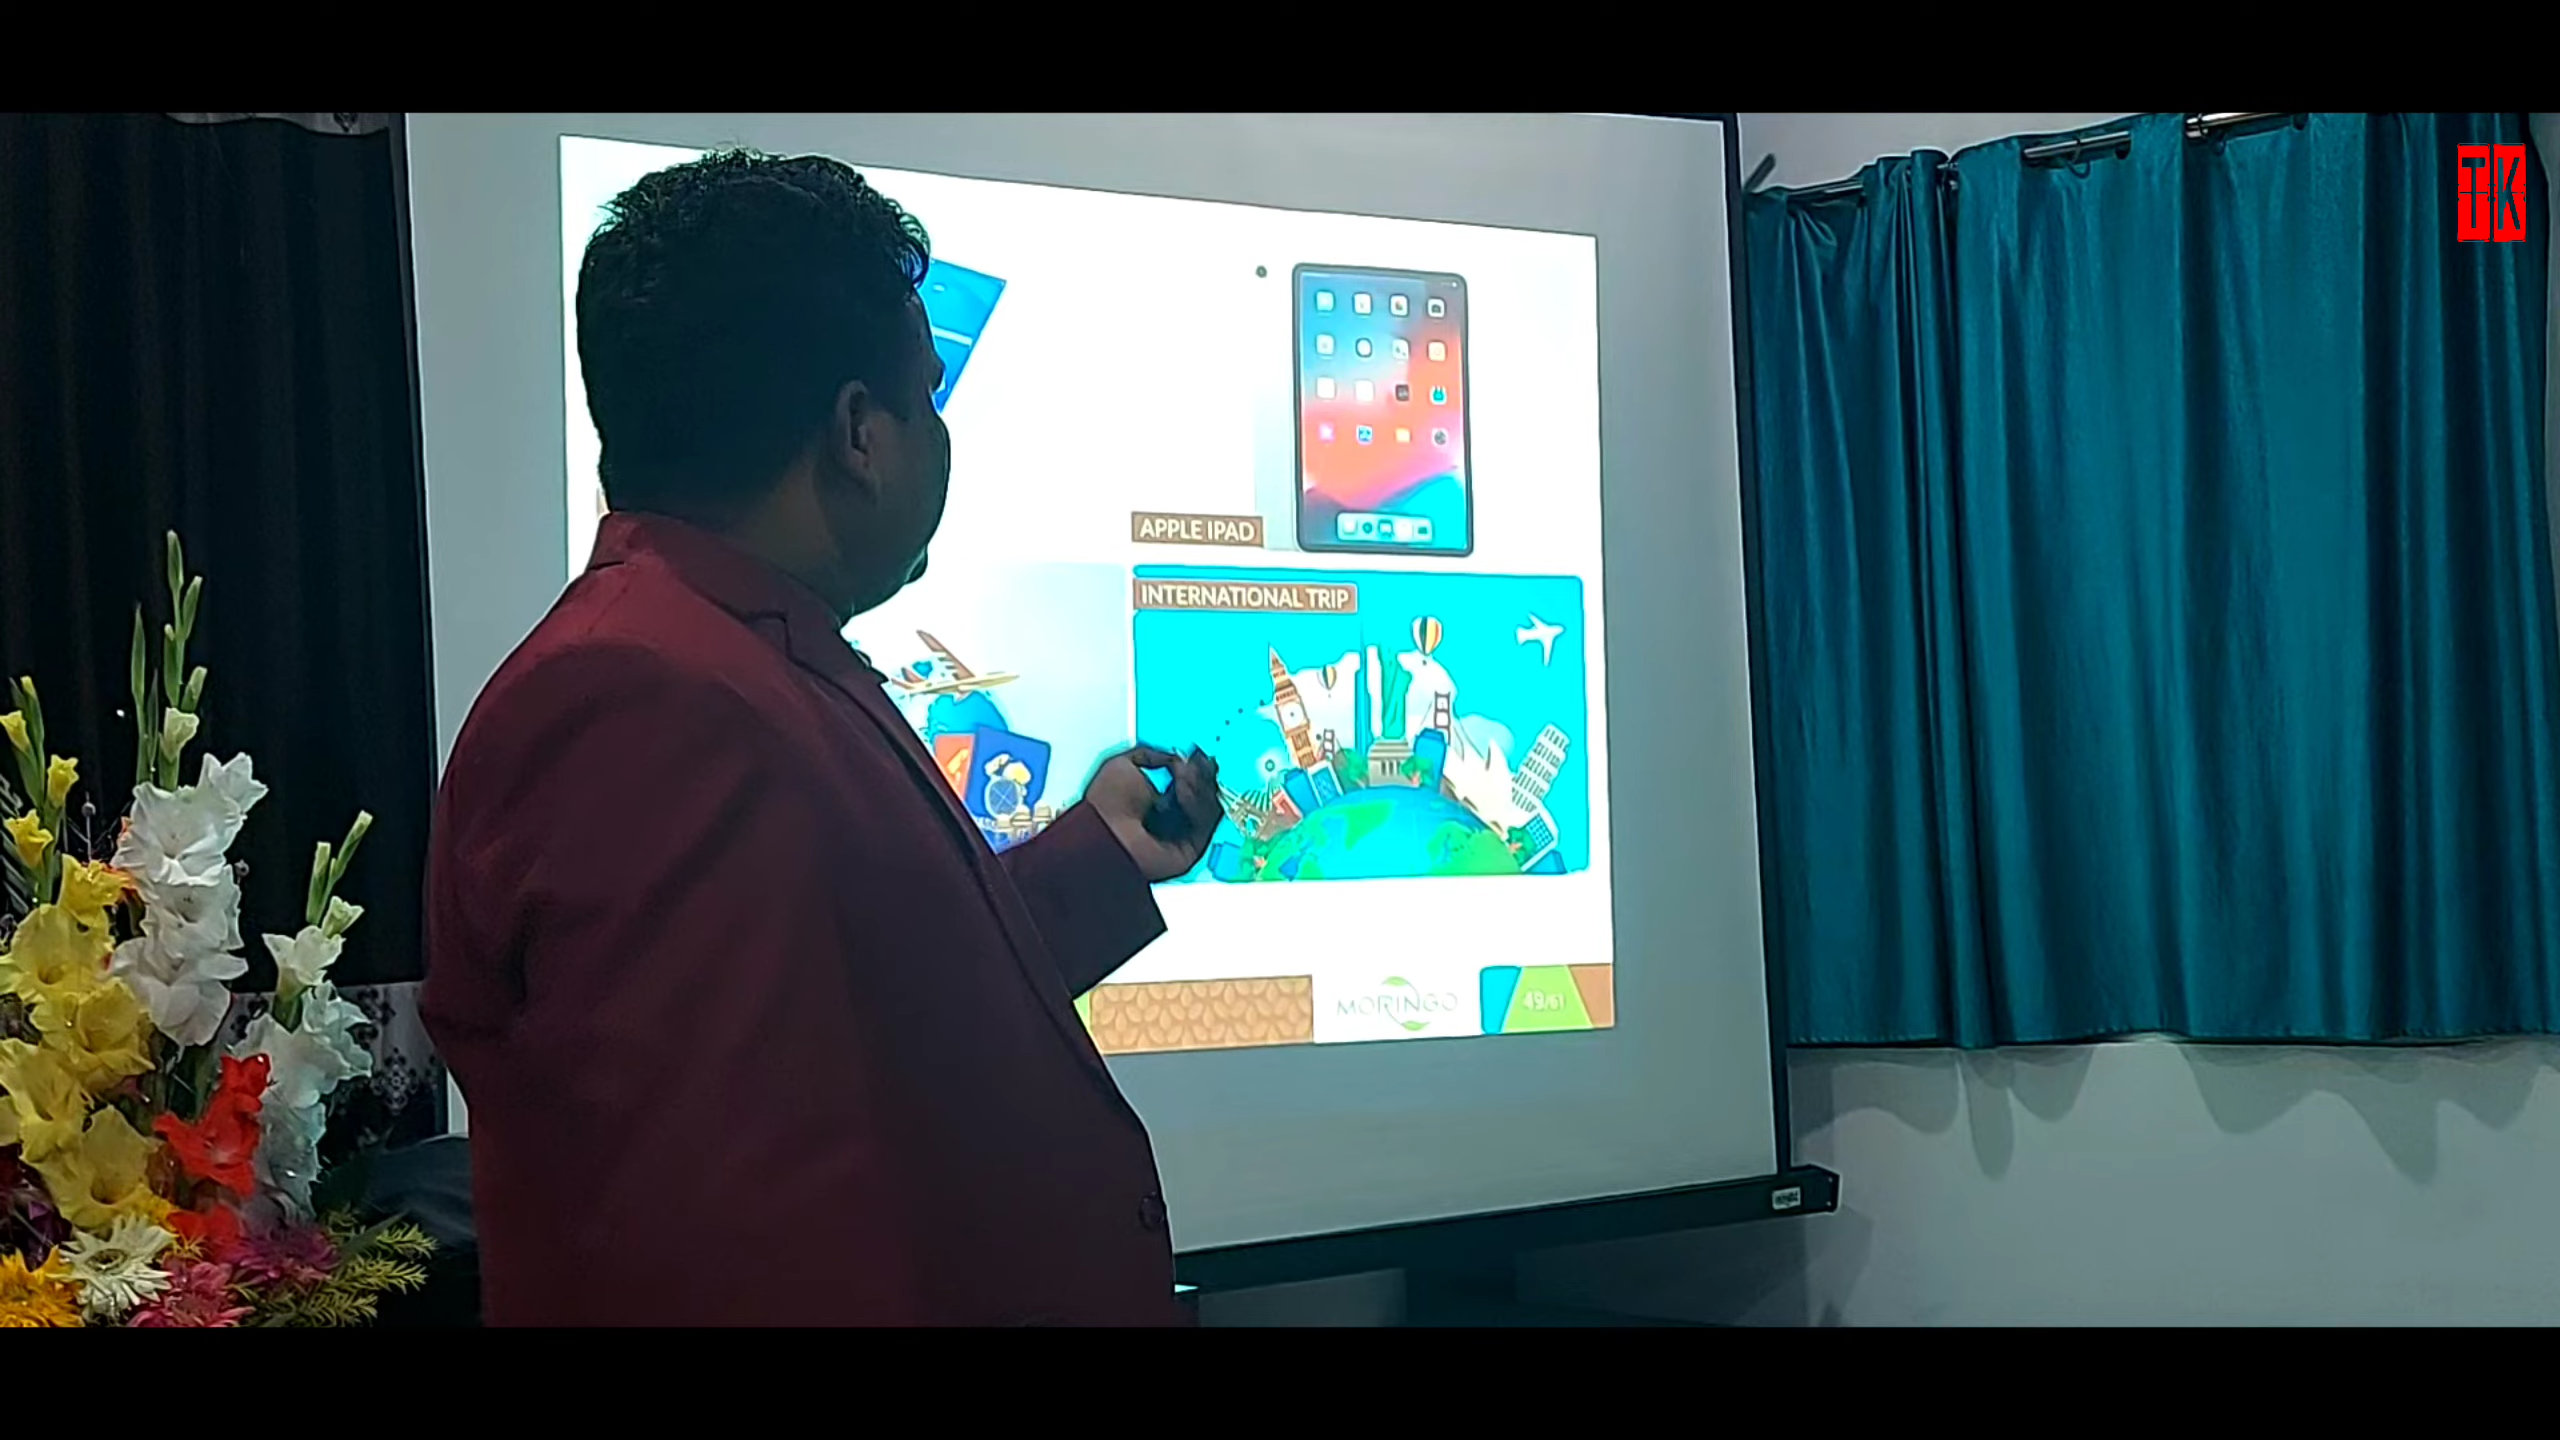 TK
APPLE IPAD
INTERNATIONAL TRIP
MORINGO
49/61